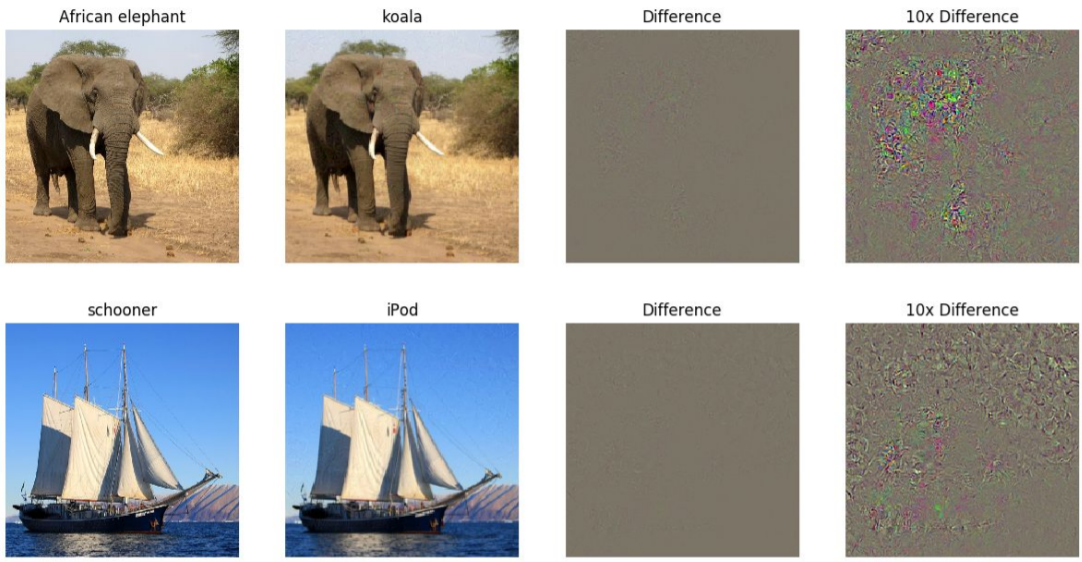 African elephant
koala
Difference
10x Difference
schooner
iPod
Difference
10x Difference